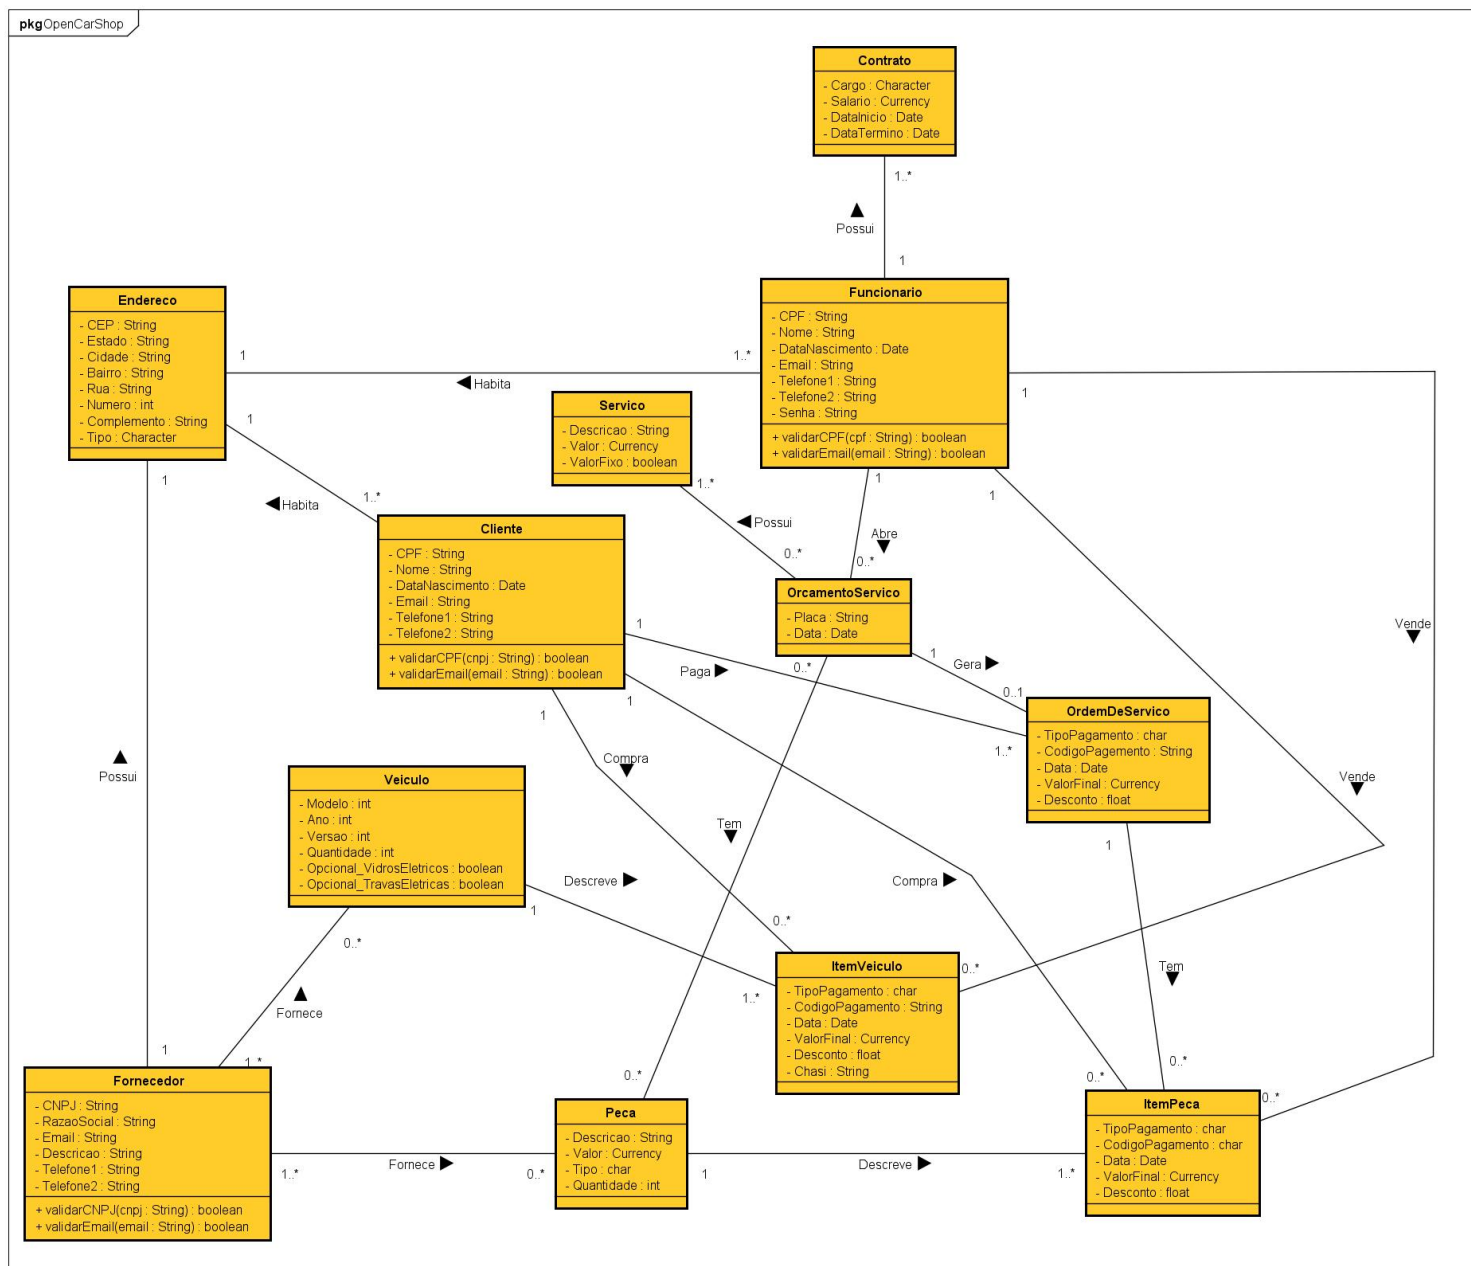 pkg OpenCarShop
Contrato
- Cargo : Character
- Salario : Currency
- DataInicio : Date
- DataTermino : Date
1..*
Possui
1
Endereco
- CEP : String
- Estado : String
- Cidade : String
- Bairro : String
- Rua : String
- Numero : int
- Complemento : String
- Tipo : Character
Funcionario
- CPF : String
- Nome : String
- DataNascimento : Date
- Email : String
- Telefone1 : String
- Telefone2 : String
- Senha : String
+ validarCPF(cpf : String) : boolean
+ validarEmail(email : String) : boolean
1
1..*
Habita
1
1
Servico
- Descricao : String
- Valor : Currency
- ValorFixo : boolean
1
1..*
1
1
Habita
1..*
Possui
Abre
0..*
0..*
Cliente
- CPF : String
- Nome : String
- DataNascimento : Date
- Email : String
- Telefone1 : String
- Telefone2 : String
+ validarCPF(cnpj : String) : boolean
+ validarEmail(email : String) : boolean
OrcamentoServico
- Placa : String
- Data : Date
1
Vende
1
Gera
0..*
Paga
0..1
1
1
OrdemDeServico
- TipoPagamento : char
- CodigoPagemento : String
- Data : Date
- ValorFinal : Currency
- Desconto : float
1..*
Possui
Compra
Vende
Veiculo
- Modelo : int
- Ano : int
- Versao : int
- Quantidade : int
- Opcional_VidrosEletricos : boolean
- Opcional_TravasEletricas : boolean
Tem
1
Descreve
Compra
1
0..*
0..*
ItemVeiculo
- TipoPagamento : char
- CodigoPagamento : String
- Data : Date
- ValorFinal : Currency
- Desconto : float
- Chasi : String
0..*
1..*
Tem
Fornece
1
1..*
0..*
0..*
0..*
0..*
Fornecedor
- CNPJ : String
- RazaoSocial : String
- Email : String
- Descricao : String
- Telefone1 : String
- Telefone2 : String
+ validarCNPJ(cnpj : String) : boolean
+ validarEmail(email : String) : boolean
Peca
- Descricao : String
- Valor : Currency
- Tipo : char
- Quantidade : int
ItemPeca
- TipoPagamento : char
- CodigoPagamento : char
- Data : Date
- ValorFinal : Currency
- Desconto : float
1..*
Fornece
0..*
1
Descreve
1..*